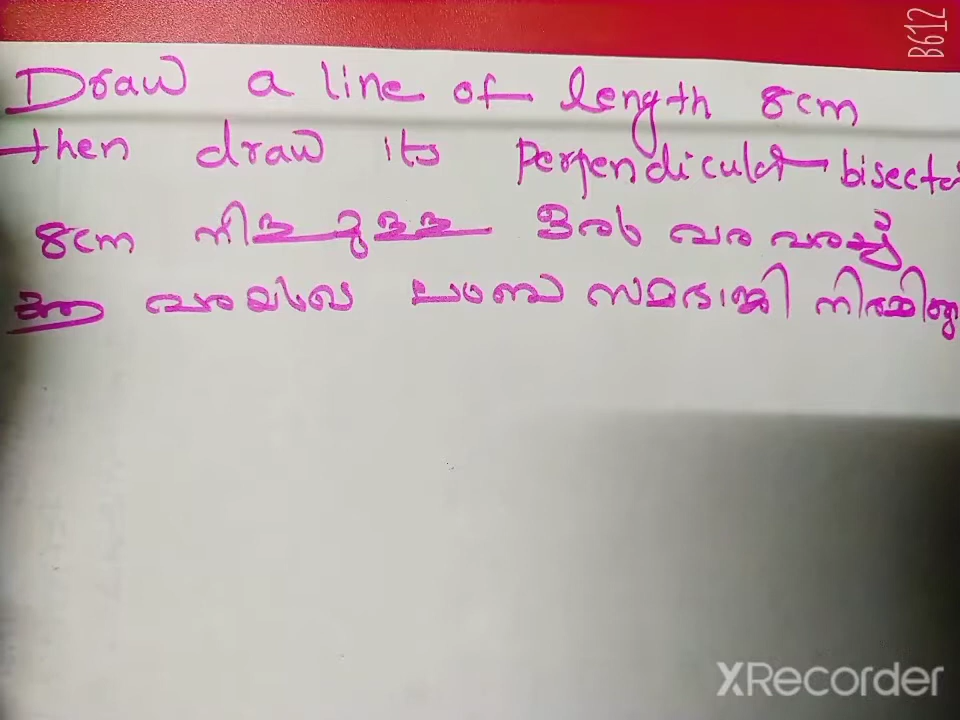 Draw a line of length 8cm
then draw its perpendicular bisecto
8cm നീളമുള്ള ഒരു വര വരച്ച്
ഈ വരയുടെ ലംബ സമഭാജി നിർമ്മിക്കു
XRecorder
B612